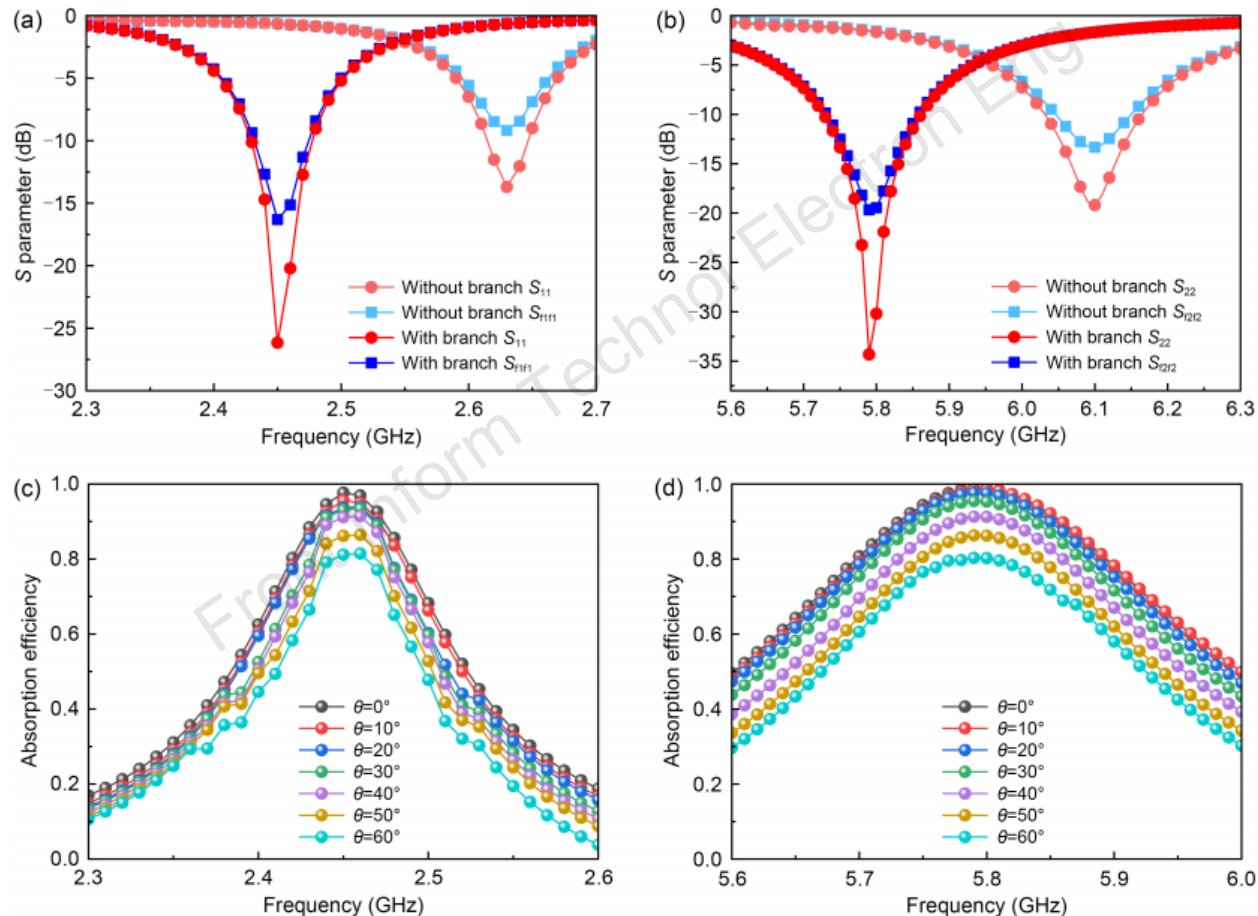 (a)
0
−5
−10
−15
−20
−25
−30
S parameter (dB)
Without branch S11
Without branch Sf1f1
With branch S11
With branch Sf1f1
2.3 2.4 2.5 2.6 2.7
Frequency (GHz)
(b)
0
−5
−10
−15
−20
−25
−30
−35
S parameter (dB)
Without branch S22
Without branch Sf2f2
With branch S22
With branch Sf2f2
5.6 5.7 5.8 5.9 6.0 6.1 6.2 6.3
Frequency (GHz)
(c)
1.0
0.8
0.6
0.4
0.2
0.0
Absorption efficiency
θ=0°
θ=10°
θ=20°
θ=30°
θ=40°
θ=50°
θ=60°
2.3 2.4 2.5 2.6
Frequency (GHz)
(d)
1.0
0.8
0.6
0.4
0.2
0.0
Absorption efficiency
θ=0°
θ=10°
θ=20°
θ=30°
θ=40°
θ=50°
θ=60°
5.6 5.7 5.8 5.9 6.0
Frequency (GHz)
Front Inform Technol Electron Eng